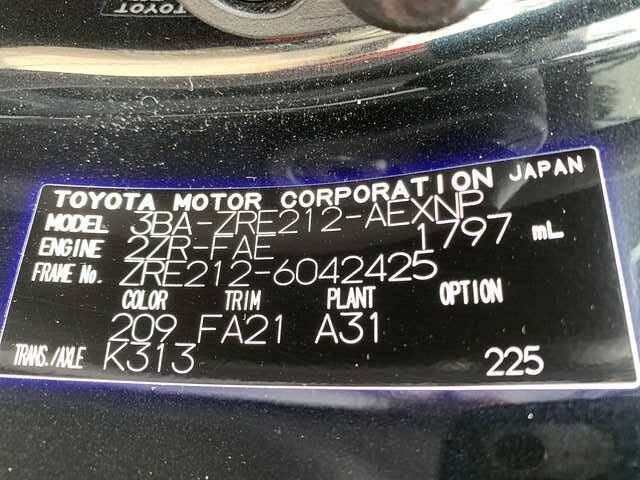 TOYOTA
TOYOTA MOTOR CORPORATION JAPAN
MODEL 3BA-ZRE212-AEXNP
ENGINE 2ZR-FAE 1797 mL
FRAME No. ZRE212-6042425
COLOR TRIM PLANT OPTION
209 FA21 A31
TRANS./AXLE K313 225